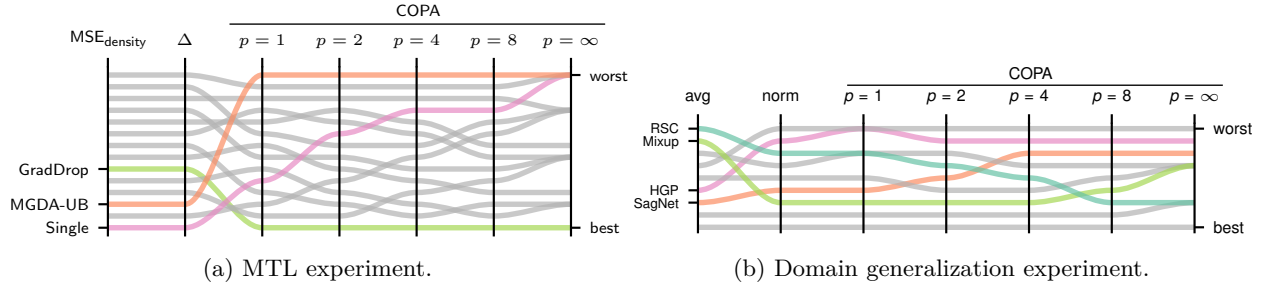 COPA
MSE_density Δ p = 1 p = 2 p = 4 p = 8 p = ∞
worst
GradDrop
MGDA-UB
Single
best
(a) MTL experiment.
COPA
avg norm p = 1 p = 2 p = 4 p = 8 p = ∞
RSC
worst
Mixup
HGP
SagNet
best
(b) Domain generalization experiment.